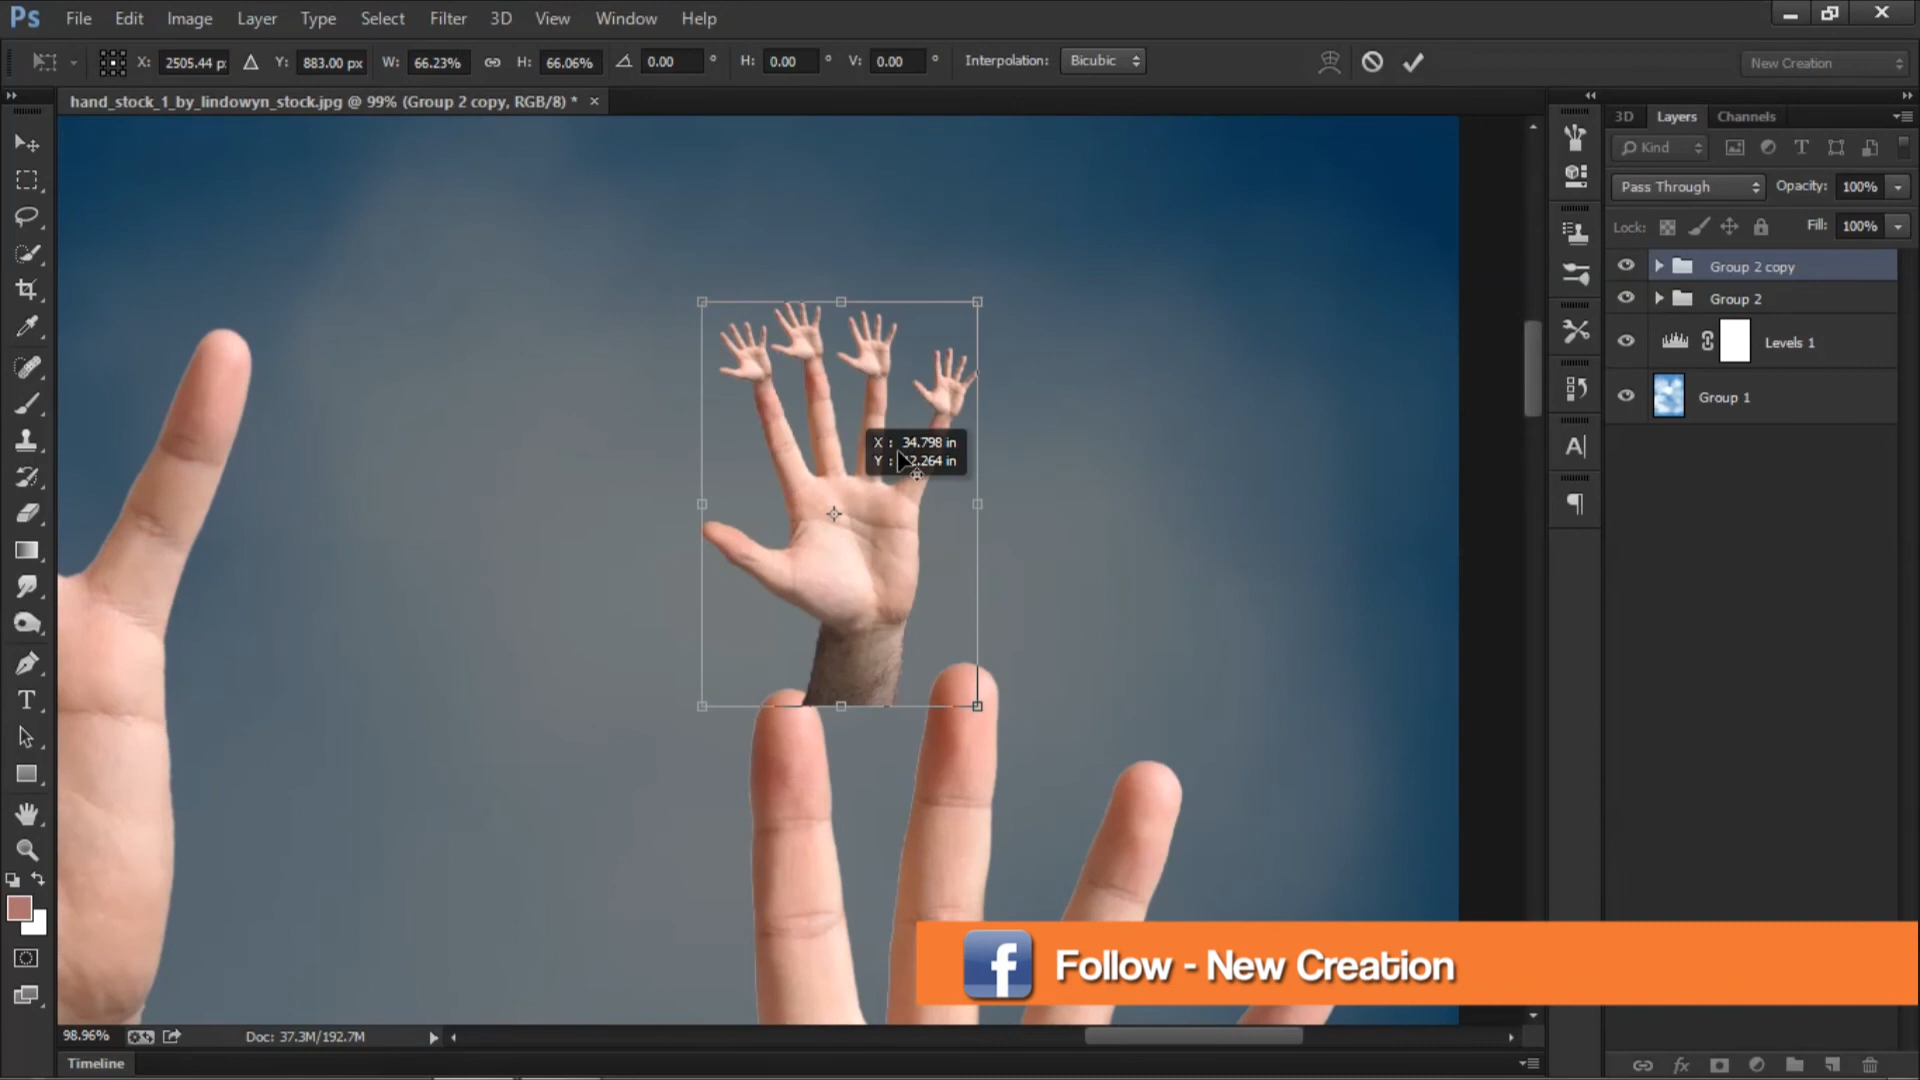 Ps File Edit Image Layer Type Select Filter 3D View Window Help
X: 2505.44 p Y: 883.00 px W: 66.23% H: 66.06% 0.00 ° H: 0.00 ° V: 0.00 ° Interpolation: Bicubic New Creation
hand_stock_1_by_lindowyn_stock.jpg @ 99% (Group 2 copy, RGB/8) * ×
3D Layers Channels
Kind
Pass Through Opacity: 100%
Lock: Fill: 100%
Group 2 copy
Group 2
Levels 1
Group 1
X : 34.798 in
Y : 2.264 in
f Follow - New Creation
98.96% Doc: 37.3M/192.7M
Timeline